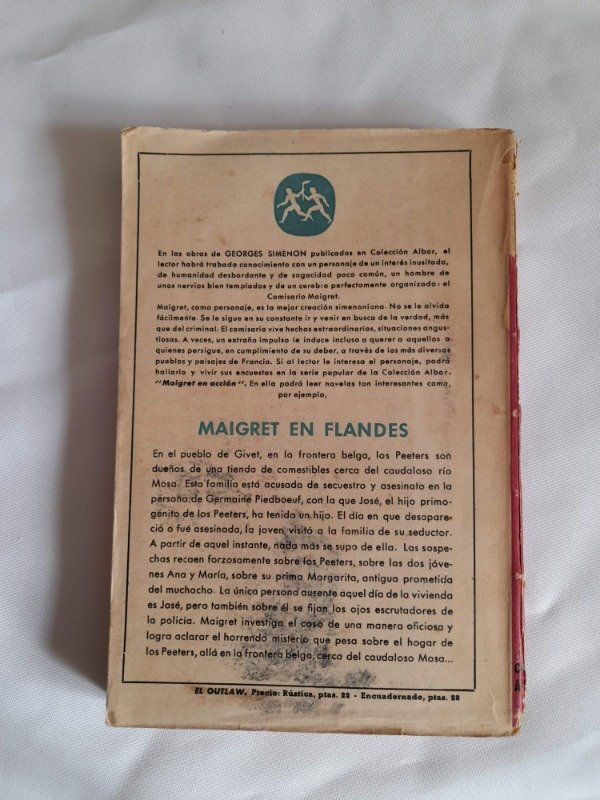 En las obras de GEORGES SIMENON publicadas en Colección Albor, el
lector habrá trabado conocimiento con un personaje de un interés inusitado,
de humanidad desbordante y de sagacidad poco común, un hombre de
unos nervios bien templados y de un cerebro perfectamente organizado: el
Comisario Maigret.
Maigret, como personaje, es la mejor creación simenoniana. No se le olvida
fácilmente. Se le sigue en su constante ir y venir en busca de la verdad, más
que del criminal. El comisario vive hechos extraordinarios, situaciones angus-
tiosas. A veces, un extraño impulso le induce incluso a querer a aquellos a
quienes persigue, en cumplimiento de su deber, a través de los más diversos
pueblos y paisajes de Francia. Si al lector le interesa el personaje, podrá
hallarlo y vivir sus encuestas en la serie popular de la Colección Albor.
"Maigret en acción". En ella podrá leer novelas tan interesantes como,
por ejemplo,
MAIGRET EN FLANDES
En el pueblo de Givet, en la frontera belga, los Peeters son
dueños de una tienda de comestibles cerca del caudaloso río
Mosa. Esta familia está acusada de secuestro y asesinato en la
persona de Germaine Piedboeuf, con la que José, el hijo primo-
génito de los Peeters, ha tenido un hijo. El día en que desapare-
ció o fué asesinada, la joven visitó a la familia de su seductor.
A partir de aquel instante, nada más se supo de ella. Las sospe-
chas recaen forzosamente sobre los Peeters, sobre las dos jóve-
nes Ana y María, sobre su prima Margarita, antigua prometida
del muchacho. La única persona ausente aquel día de la vivienda
es José, pero también sobre él se fijan los ojos escrutadores de
la policía. Maigret investiga el caso de una manera oficiosa y
logra aclarar el horrendo misterio que pesa sobre el hogar de
los Peeters, allá en la frontera belga, cerca del caudaloso Mosa...
EL OUTLAW. Precio: Rústica, ptas. 22 - Encuadernado, ptas. 28